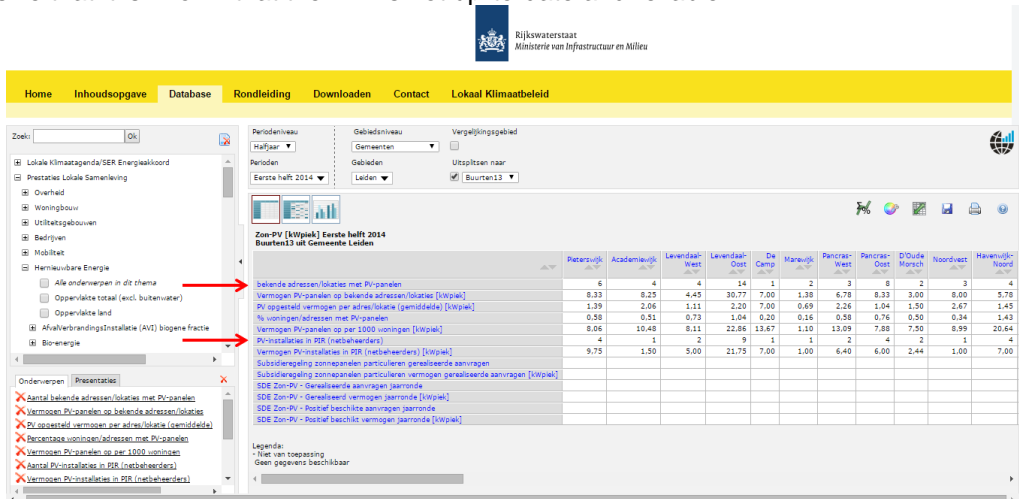 Rijkswaterstaat
Ministerie van Infrastructuur en Milieu
Home Inhoudsopgave Database Rondleiding Downloaden Contact Lokaal Klimaatbeleid
Zoek: Ok
Lokale Klimaatagenda/SER Energieakkoord
Prestaties Lokale Samenleving
Overheid
Woningbouw
Utiliteitsgebouwen
Bedrijven
Mobiliteit
Hernieuwbare Energie
Alle onderwerpen in dit thema
Oppervlakte totaal (excl. buitenwater)
Oppervlakte land
AfvalVerbrandingsInstallatie (AVI) biogene fractie
Bio-energie
Onderwerpen Presentaties
Aantal bekende adressen/lokaties met PV-panelen
Vermogen PV-panelen op bekende adressen/lokaties
PV opgesteld vermogen per adres/lokatie (gemiddelde)
Percentage woningen/adressen met PV-panelen
Vermogen PV-panelen op per 1000 woningen
Aantal PV-installaties in PIR (netbeheerders)
Vermogen PV-installaties in PIR (netbeheerders)
Periodeniveau Gebiedsniveau Vergelijkingsgebied
Halfjaar Gemeenten
Perioden Gebieden Uitsplitsen naar
Eerste helft 2014 Leiden Buurten13
Zon-PV [kWpiek] Eerste helft 2014
Buurten13 uit Gemeente Leiden
Pieterswijk Academiewijk Levendaal-West Levendaal-Oost De Camp Marewijk Pancras-West Pancras-Oost D'Oude Morsch Noordvest Havenwijk-Noord
bekende adressen/locaties met PV-panelen 6 4 4 14 1 2 3 8 2 3 4
Vermogen PV-panelen op bekende adressen/lokaties [kWpiek] 8.33 8.25 4.45 30.77 7.00 1.38 6.78 8.33 3.00 8.00 5.78
PV opgesteld vermogen per adres/lokatie (gemiddelde) [kWpiek] 1.39 2.06 1.11 2.20 7.00 0.69 2.26 1.04 1.50 2.67 1.45
% woningen/adressen met PV-panelen 0.58 0.51 0.73 1.04 0.20 0.16 0.58 0.76 0.50 0.34 1.43
Vermogen PV-panelen op per 1000 woningen [kWpiek] 8.06 10,48 8.11 22.86 13,67 1.10 13.09 7.88 7.50 8.99 20.64
PV-installaties in PIR (netbeheerders) 4 1 2 9 1 1 2 4 2 1 4
Vermogen PV-installaties in PIR (netbeheerders) [kWpiek] 9.75 1.50 5.00 21.75 7.00 1.00 6.40 6.00 2.44 1.00 7.00
Subsidieregeling zonnepanelen particulieren gerealiseerde aanvragen
Subsidieregeling zonnepanelen particulieren vermogen gerealiseerde aanvragen [kWpiek]
SDE Zon-PV - Gerealiseerde aanvragen jaarronde
SDE Zon-PV - Gerealiseerd vermogen jaarronde [kWpiek]
SDE Zon-PV - Positief beschikte aanvragen jaarronde
SDE Zon-PV - Positief beschikt vermogen jaarronde [kWpiek]
Legenda:
- Niet van toepassing
Geen gegevens beschikbaar